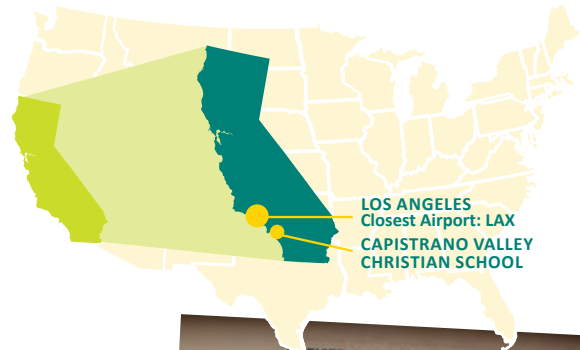 LOS ANGELES
Closest Airport: LAX
CAPISTRANO VALLEY
CHRISTIAN SCHOOL